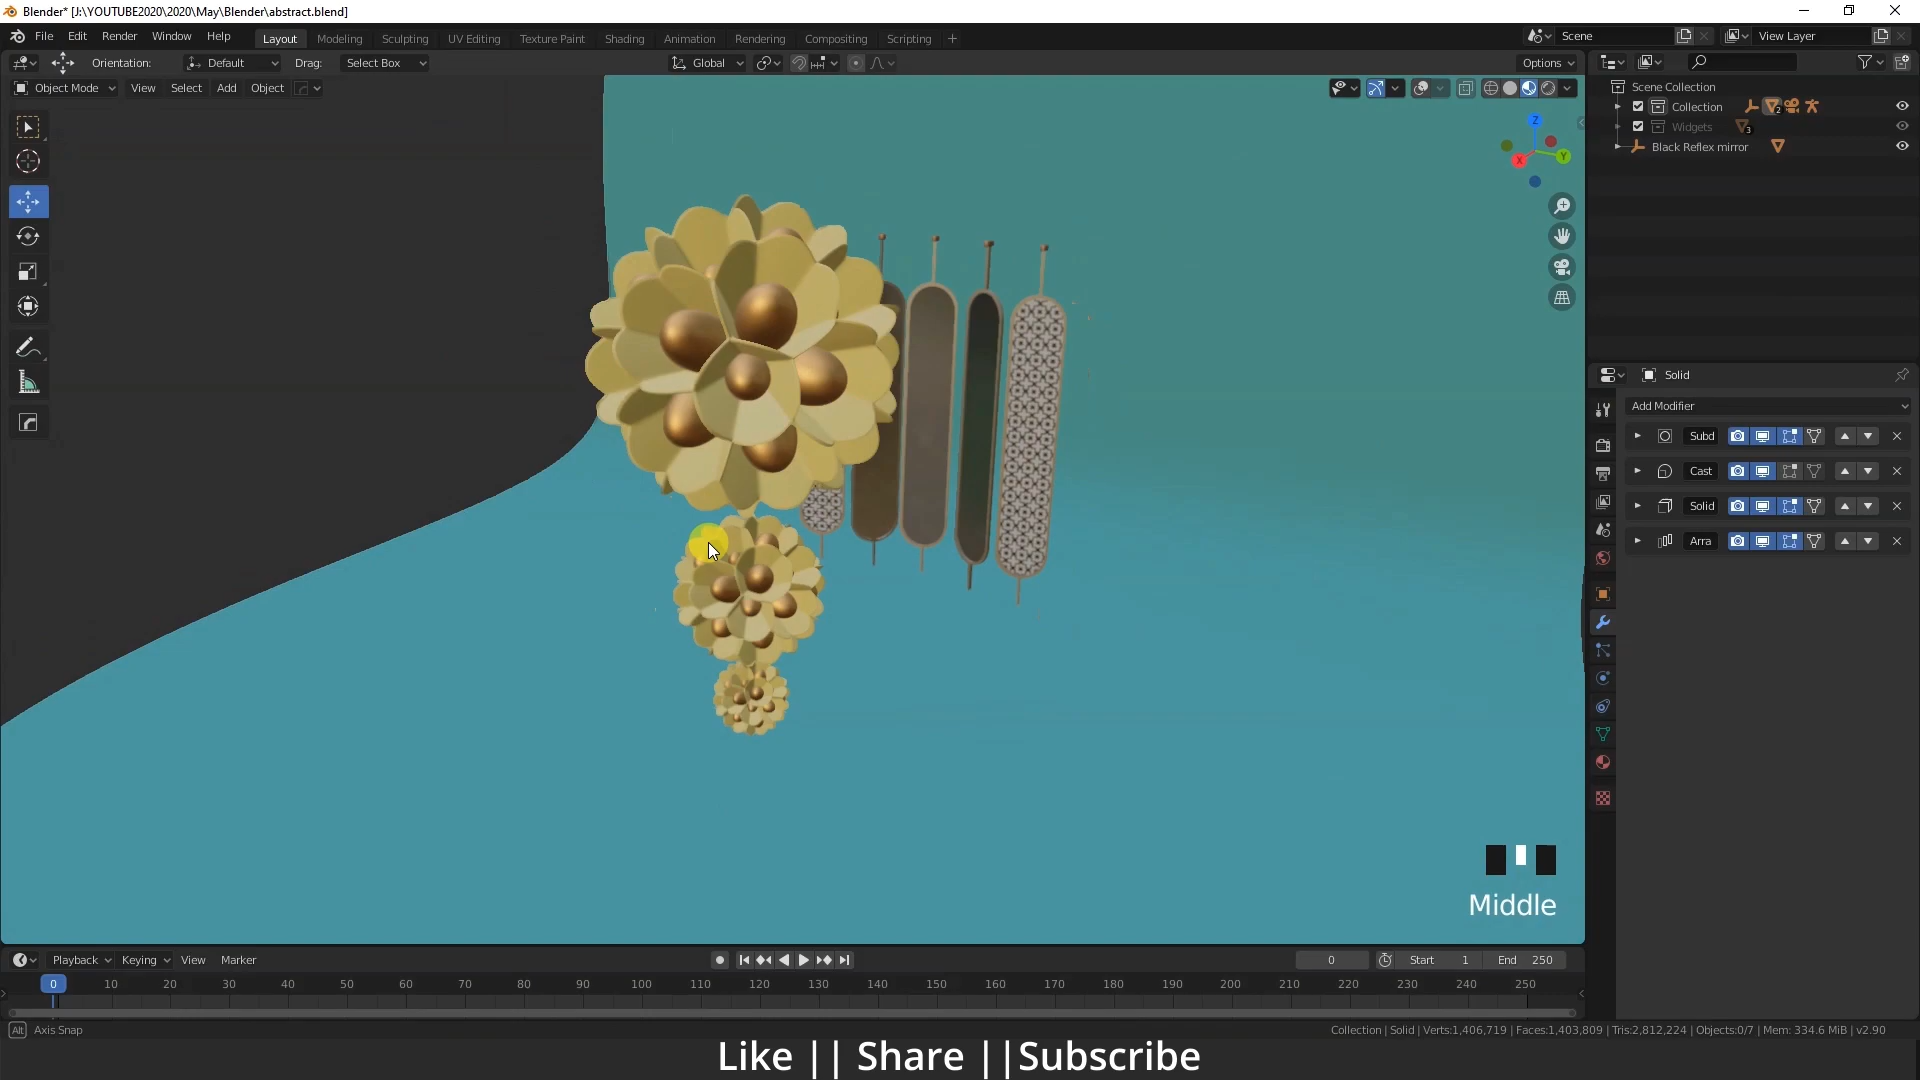 Blender* [J:\YOUTUBE2020\2020\May\Blender\abstract.blend]
File Edit Render Window Help Layout Modeling Sculpting UV Editing Texture Paint Shading Animation Rendering Compositing Scripting + Scene View Layer
Orientation: Default Drag: Select Box Global Options
Object Mode View Select Add Object
Scene Collection
Collection 2
Widgets 3
Black Reflex mirror
Z
Y
X
Solid
Add Modifier
Subd
Cast
Solid
Arra
Middle
Playback Keying View Marker 0 Start 1 End 250
0 10 20 30 40 50 60 70 80 90 100 110 120 130 140 150 160 170 180 190 200 210 220 230 240 250
Alt Axis Snap Collection | Solid | Verts:1,406,719 | Faces:1,403,809 | Tris:2,812,224 | Objects:0/7 | Mem: 334.6 MiB | v2.90
Like || Share ||Subscribe